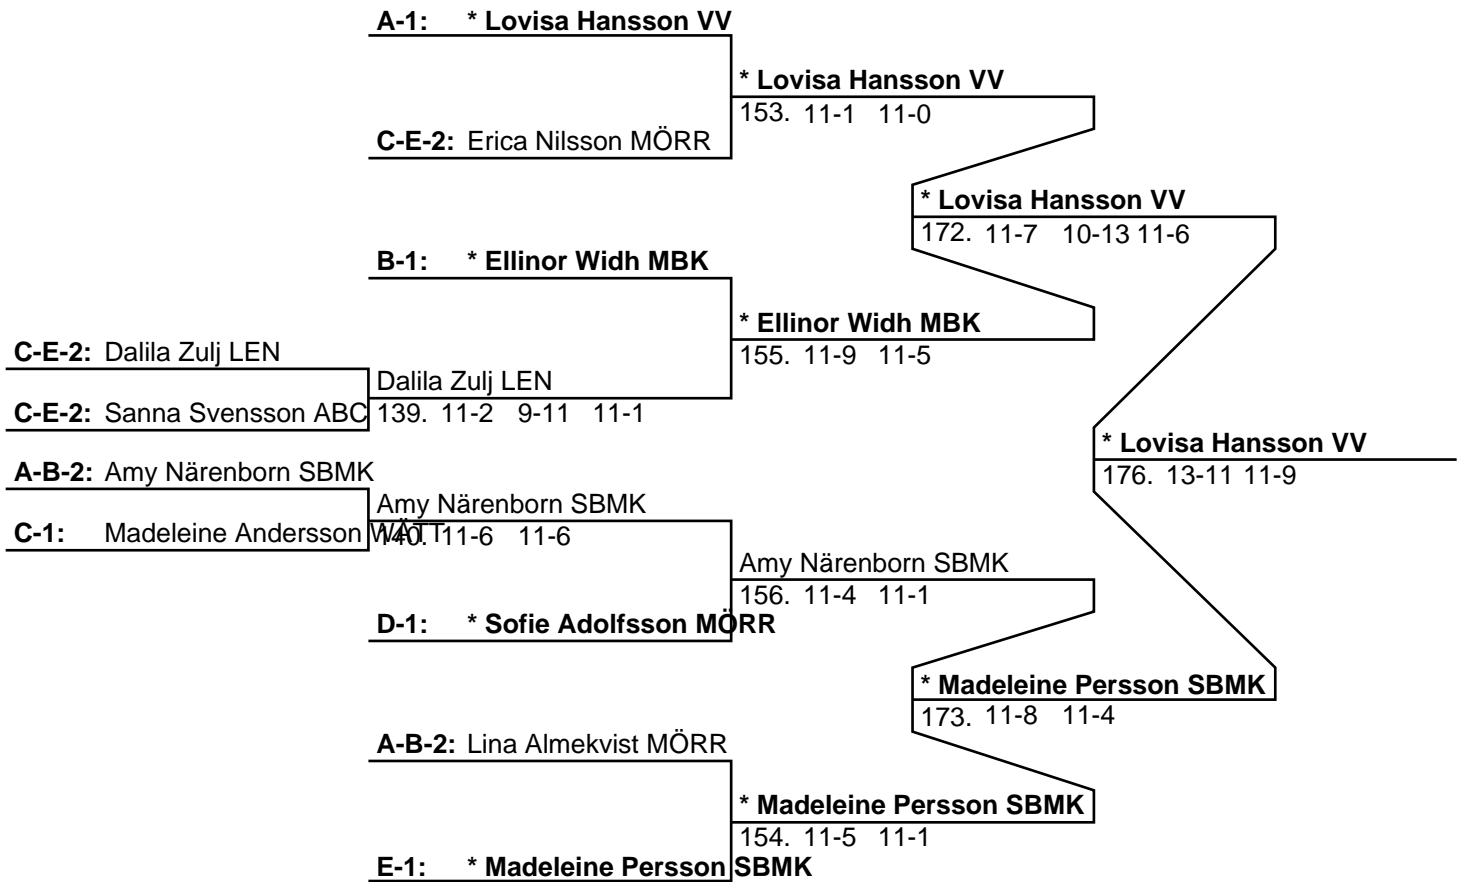 A-1: * Lovisa Hansson VV
* Lovisa Hansson VV
153. 11-1 11-0
C-E-2: Erica Nilsson MÖRR
* Lovisa Hansson VV
172. 11-7 10-13 11-6
B-1: * Ellinor Widh MBK
* Ellinor Widh MBK
155. 11-9 11-5
C-E-2: Dalila Zulj LEN
Dalila Zulj LEN
C-E-2: Sanna Svensson ABC
139. 11-2 9-11 11-1
* Lovisa Hansson VV
176. 13-11 11-9
A-B-2: Amy Närenborn SBMK
Amy Närenborn SBMK
C-1: Madeleine Andersson WÄTT
140. 11-6 11-6
Amy Närenborn SBMK
156. 11-4 11-1
D-1: * Sofie Adolfsson MÖRR
* Madeleine Persson SBMK
173. 11-8 11-4
A-B-2: Lina Almekvist MÖRR
* Madeleine Persson SBMK
154. 11-5 11-1
E-1: * Madeleine Persson SBMK